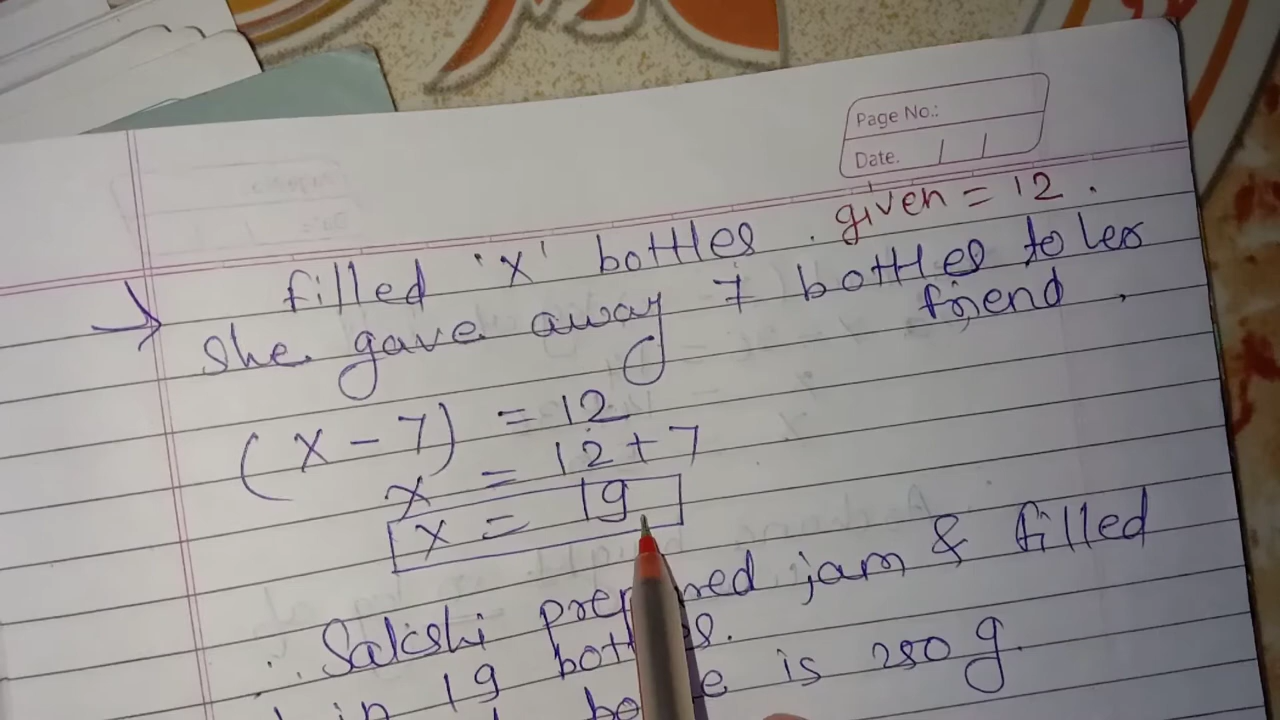 Page No.:
Date. / /
filled 'x' bottles. given = 12.
She gave away 7 bottles to her
friend.
(x - 7) = 12
x = 12 + 7
x = 19
∴ Sakshi prepared jam & filled
in 19 bottles.
is 250 g.